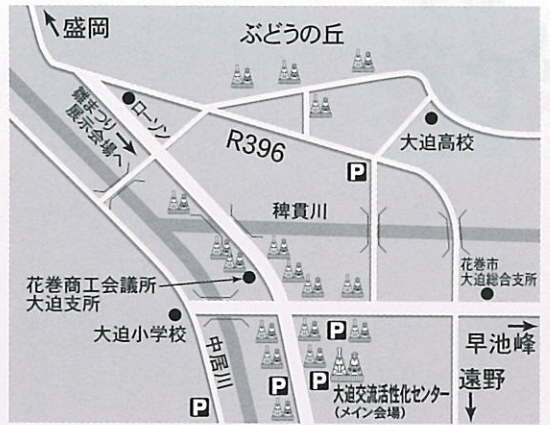 盛岡
ぶどうの丘
ローソン
雛まつり
展示会場へ
R396
大迫高校
P
稗貫川
花巻商工会議所
大迫支所
花巻市
大迫総合支所
大迫小学校
中居川
P
早池峰
P
P
大迫交流活性化センター
(メイン会場)
遠野
P